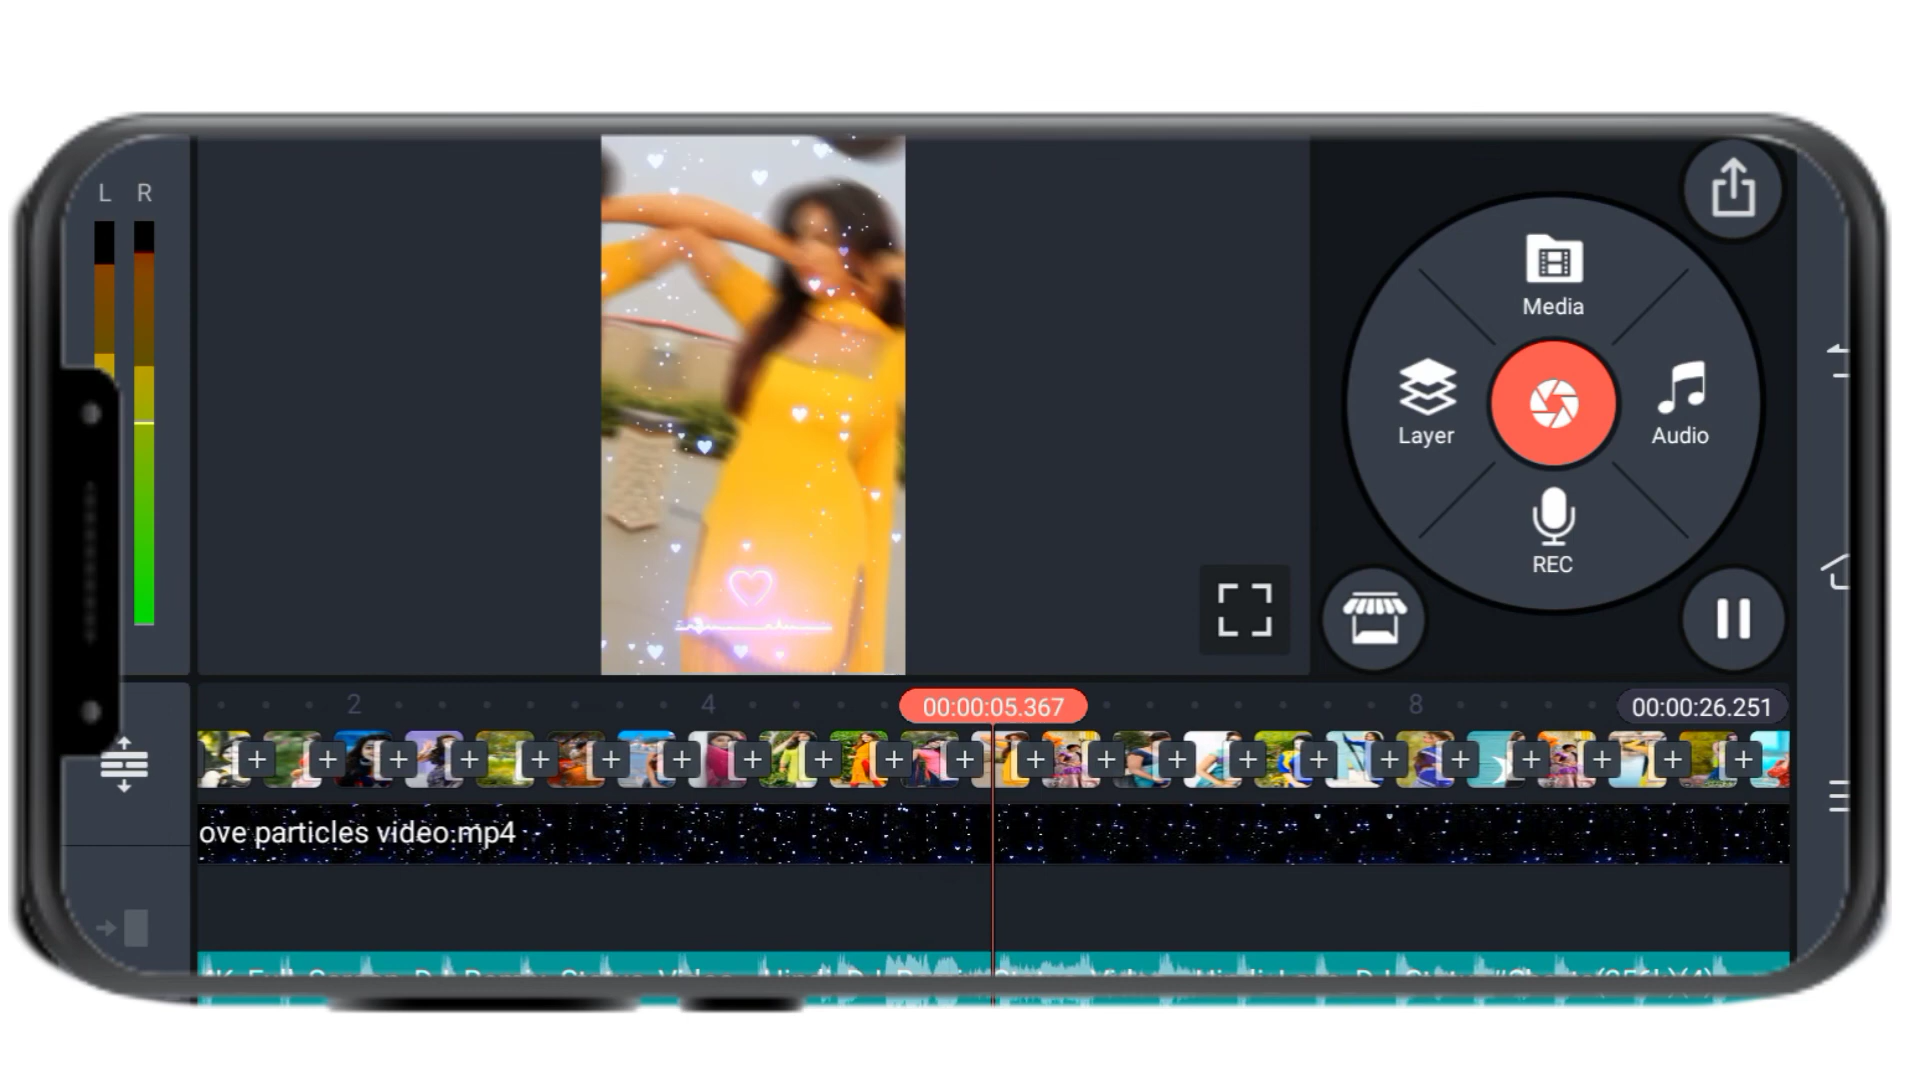 L R
Media
Layer
Audio
REC
2 4 00:00:05.367 8 00:00:26.251
ove particles video.mp4